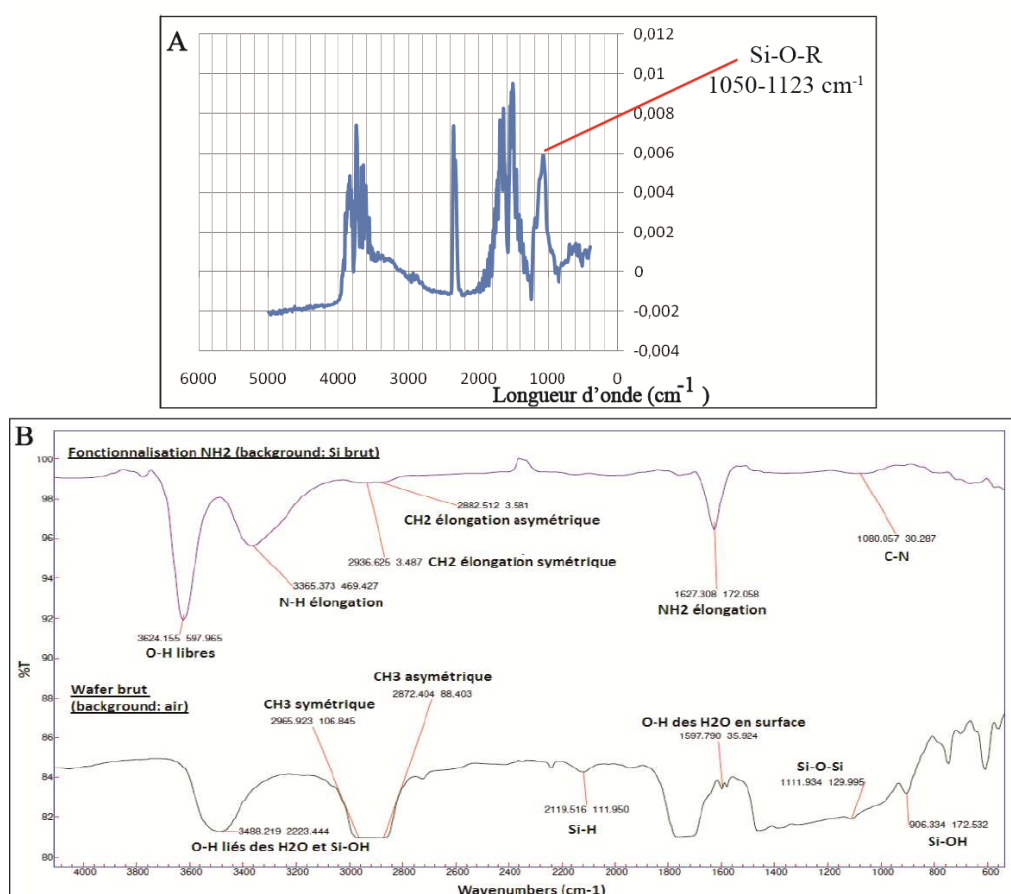 A
0,012
0,01
0,008
0,006
0,004
0,002
0
-0,002
-0,004
Si-O-R
1050-1123 cm-1
6000 5000 4000 3000 2000 1000 0
Longueur d’onde (cm-1)
B
Fonctionnalisation NH2 (background: Si brut)
100
98
96
94
92
90
88
86
84
82
80
%T
2882.512 3.581
CH2 élongation asymétrique
2936.625 3.487 CH2 élongation symétrique
3365.373 469.427
N-H élongation
3624.155 597.965
O-H libres
1627.308 172.058
NH2 élongation
1080.057 30.287
C-N
Wafer brut
(background: air)
CH3 asymétrique
2872.404 88.403
CH3 symétrique
2965.923 106.845
O-H des H2O en surface
1597.790 35.924
Si-O-Si
1111.934 129.995
2119.516 111.950
Si-H
3488.219 2223.444
O-H liés des H2O et Si-OH
906.334 172.532
Si-OH
4000 3800 3600 3400 3200 3000 2800 2600 2400 2200 2000 1800 1600 1400 1200 1000 800 600
Wavenumbers (cm-1)